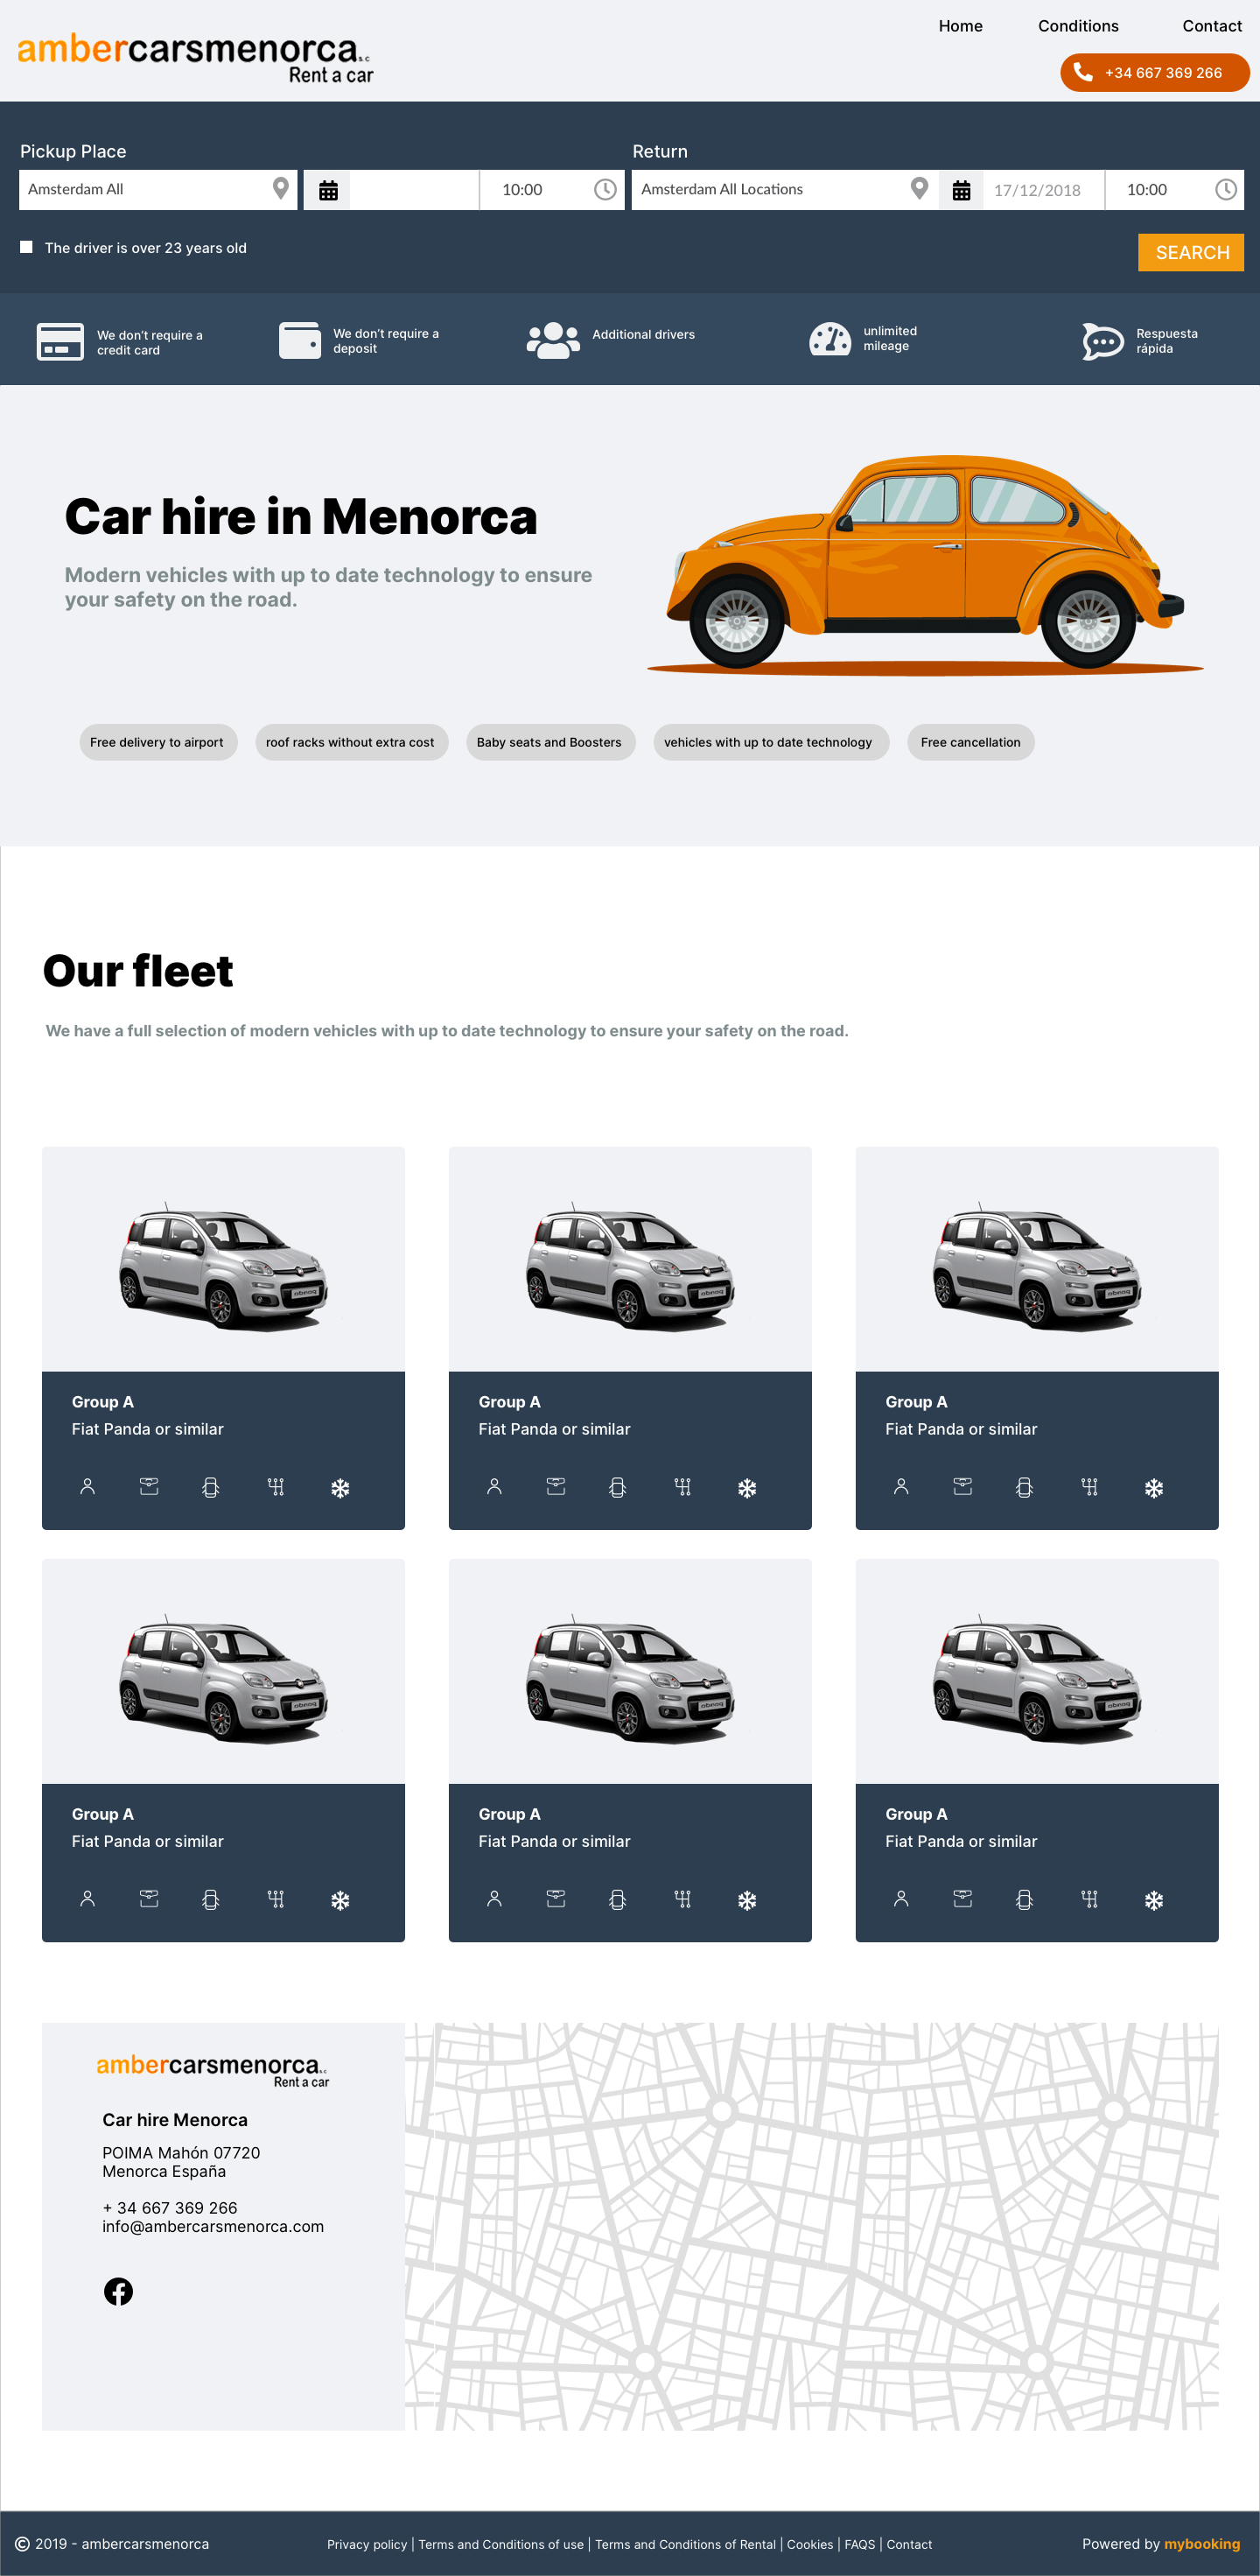 Home Conditions Contact
ambercarsmenorca s.c
Rent a car
+34 667 369 266
Pickup Place
Return
Amsterdam All
10:00
Amsterdam All Locations
17/12/2018
10:00
The driver is over 23 years old
SEARCH
We don't require a
credit card
We don't require a
deposit
Additional drivers
unlimited
mileage
Respuesta
rápida
Car hire in Menorca
Modern vehicles with up to date technology to ensure
your safety on the road.
Free delivery to airport
roof racks without extra cost
Baby seats and Boosters
vehicles with up to date technology
Free cancellation
Our fleet
We have a full selection of modern vehicles with up to date technology to ensure your safety on the road.
Group A
Fiat Panda or similar
Group A
Fiat Panda or similar
Group A
Fiat Panda or similar
Group A
Fiat Panda or similar
Group A
Fiat Panda or similar
Group A
Fiat Panda or similar
ambercarsmenorca s.c
Rent a car
Car hire Menorca
POIMA Mahón 07720
Menorca España
+ 34 667 369 266
info@ambercarsmenorca.com
© 2019 - ambercarsmenorca
Privacy policy | Terms and Conditions of use | Terms and Conditions of Rental | Cookies | FAQS | Contact
Powered by mybooking